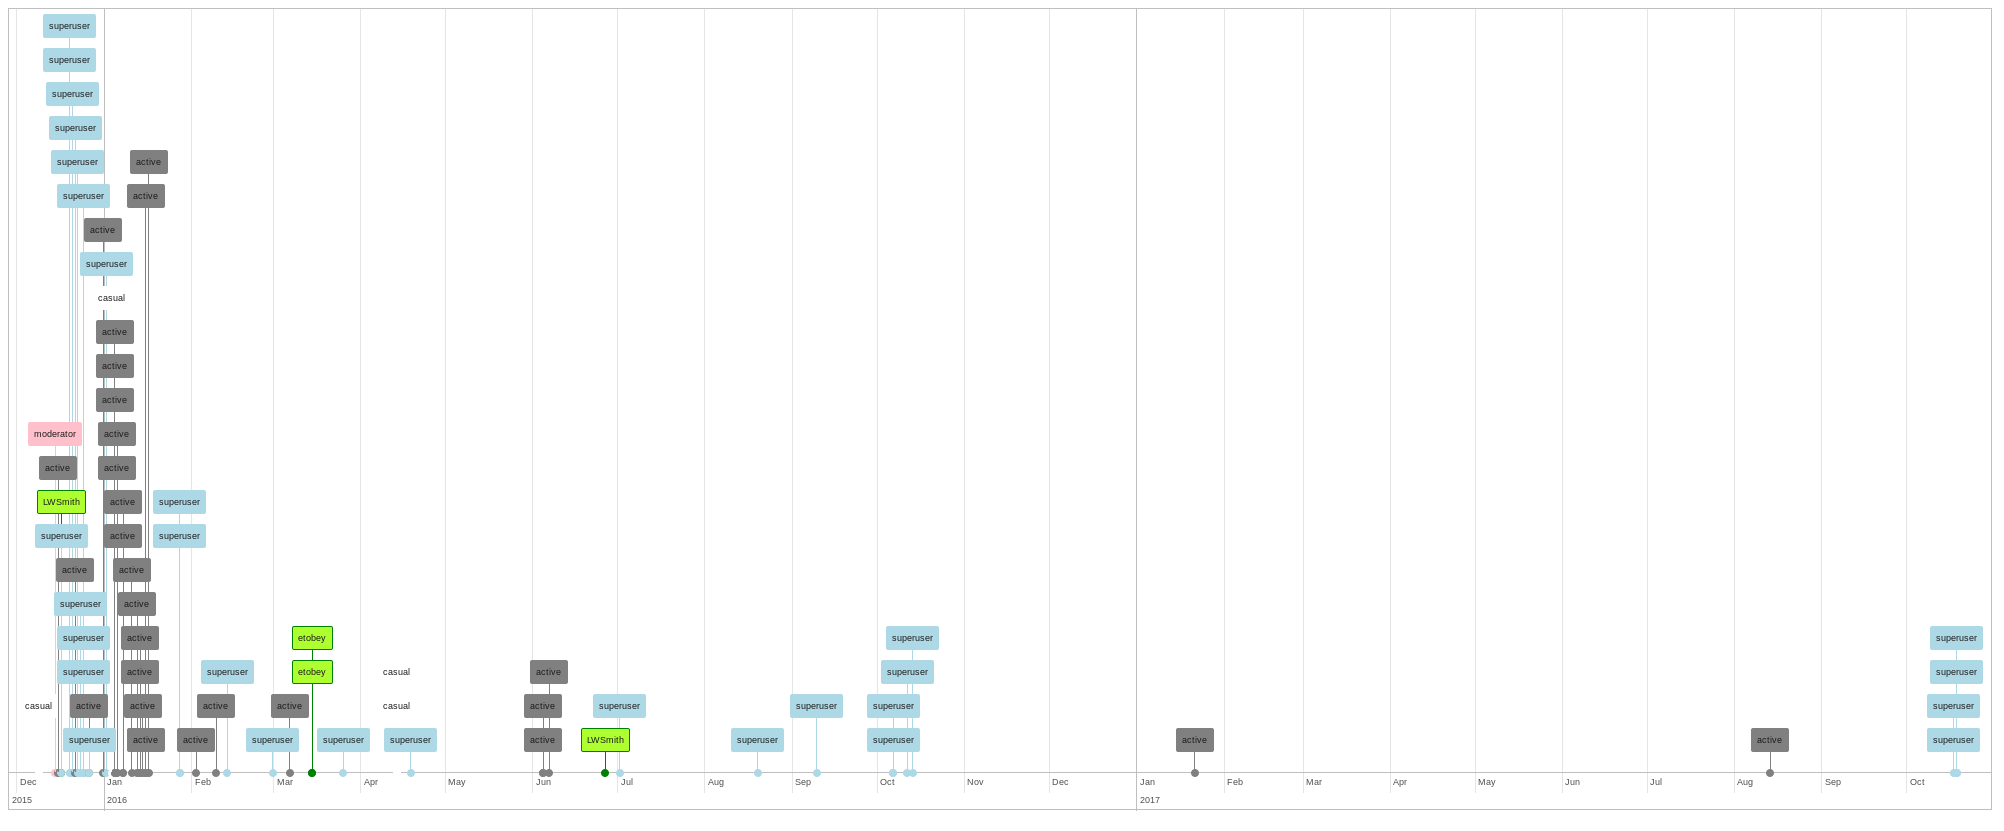 superuser
superuser
superuser
superuser
superuser active
superuser active
active
superuser
casual
active
active
active
moderator active
active active
LWSmith active superuser
superuser active superuser
active active
superuser active
superuser active etobey superuser superuser
superuser active superuser etobey casual active superuser superuser
casual active active active active casual active superuser superuser superuser superuser
superuser active active superuser superuser superuser active LWSmith superuser superuser active active superuser
Dec Jan Feb Mar Apr May Jun Jul Aug Sep Oct Nov Dec Jan Feb Mar Apr May Jun Jul Aug Sep Oct
2015 2016 2017